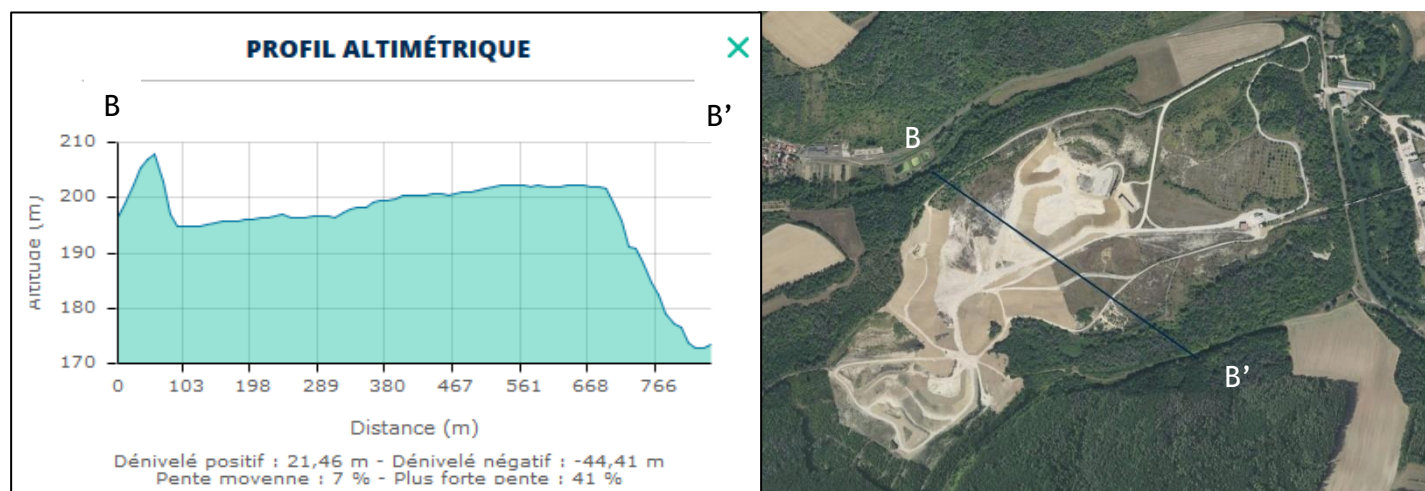 PROFIL ALTIMÉTRIQUE
B
B'
210
200
190
180
170
Altitude (m)
0 103 198 289 380 467 561 668 766
Distance (m)
Dénivelé positif : 21,46 m - Dénivelé négatif : -44,41 m
Pente moyenne : 7 % - Plus forte pente : 41 %
B
B'